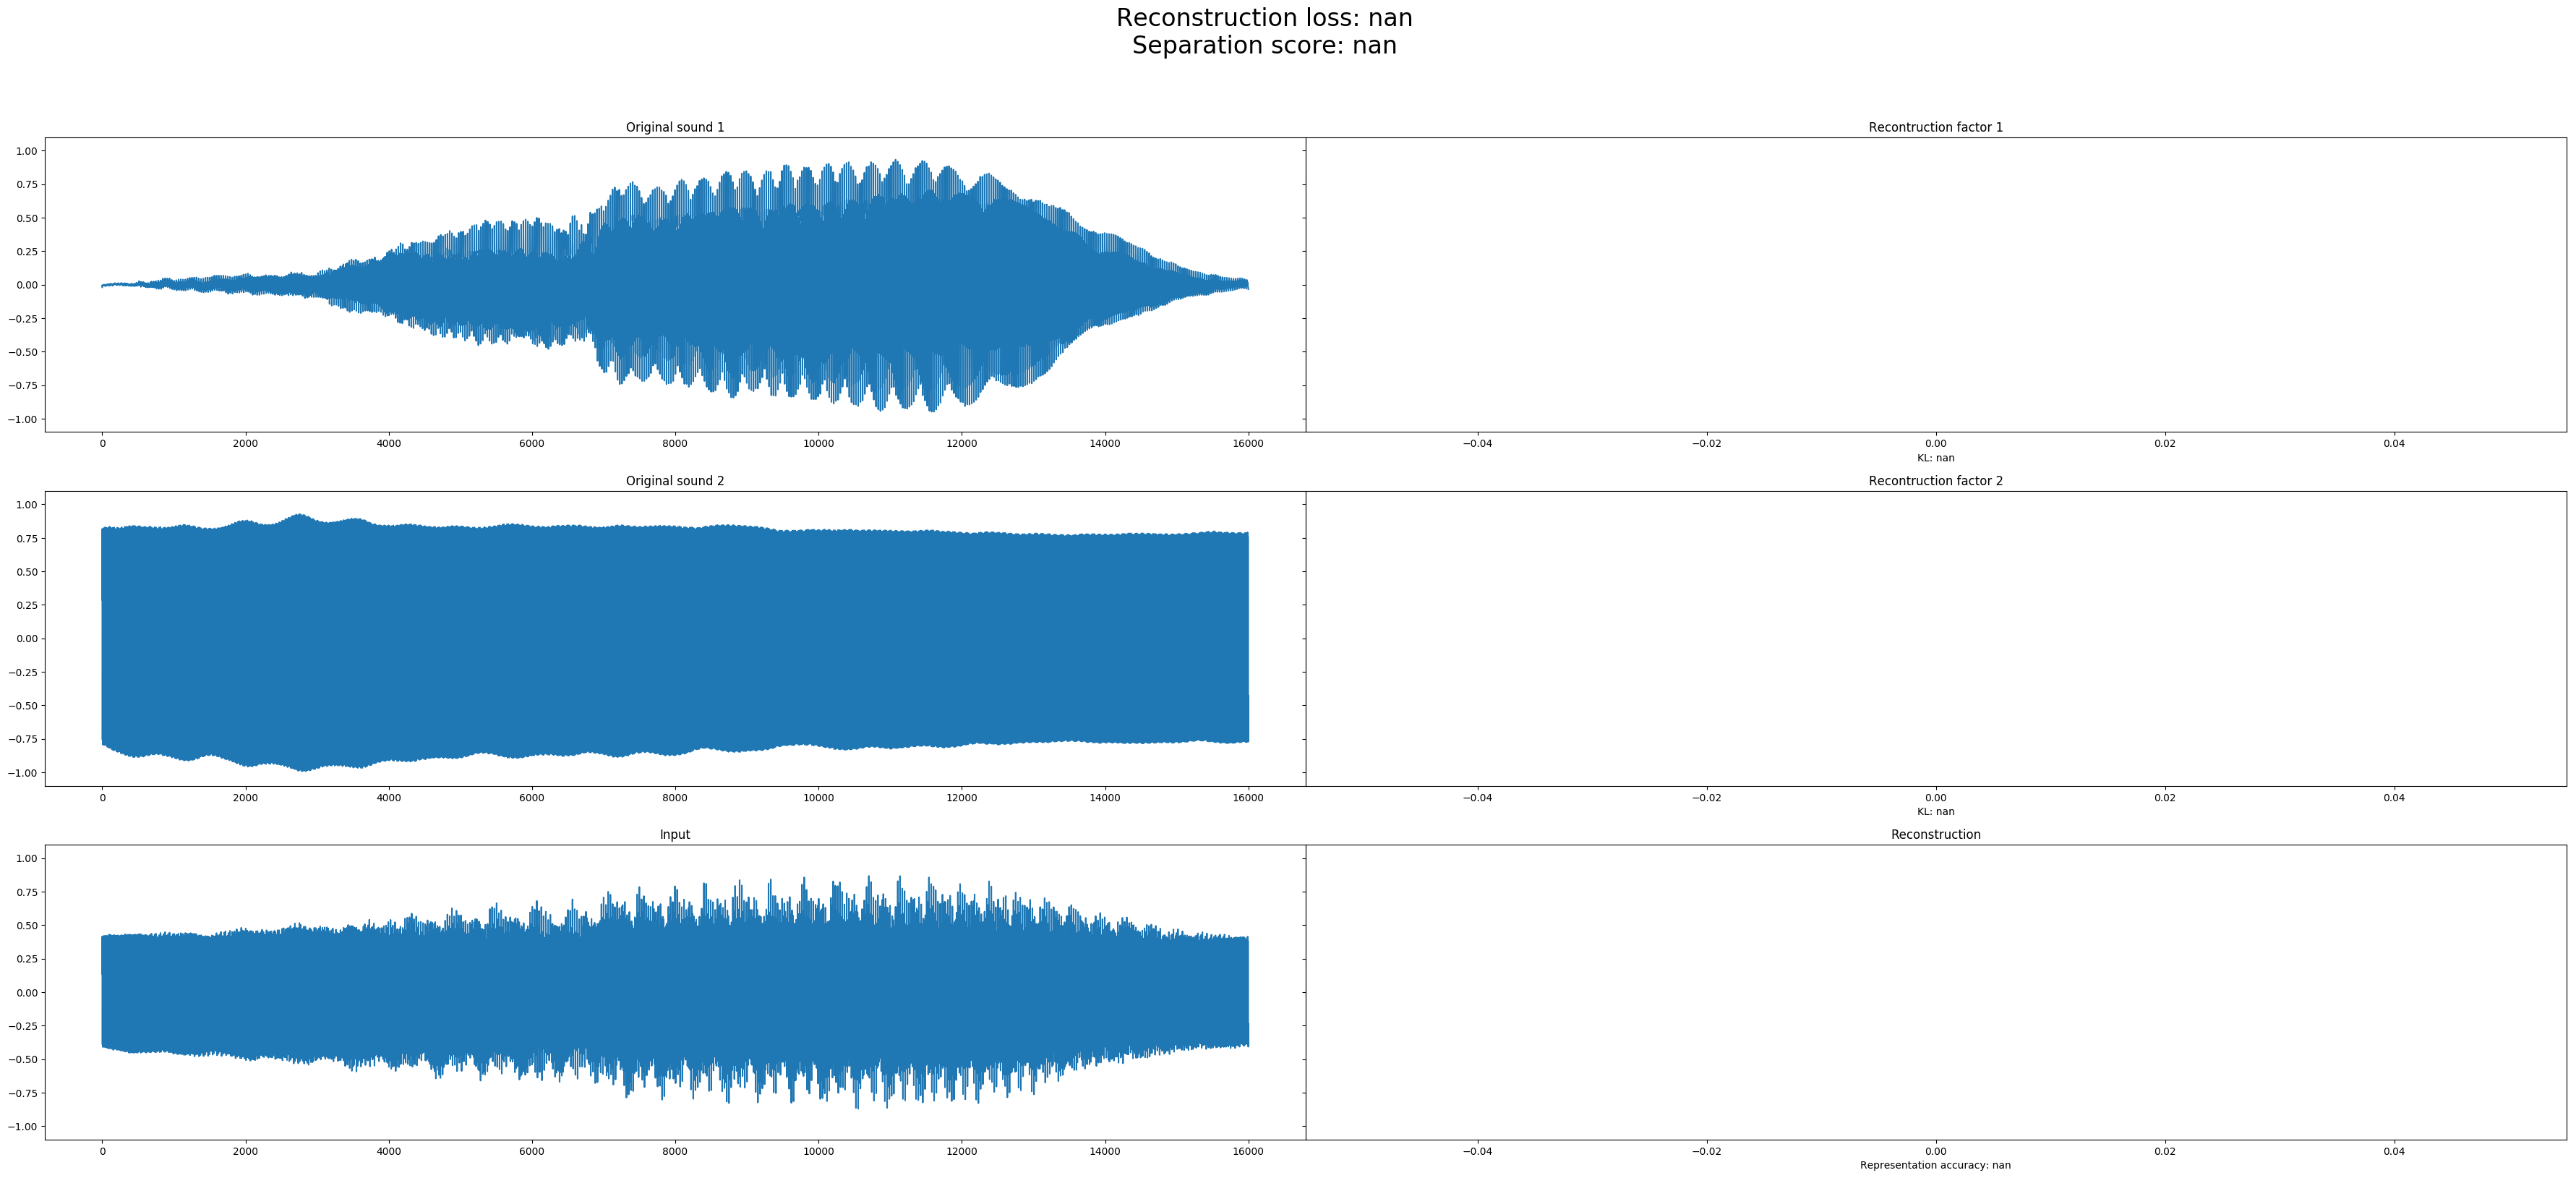 Reconstruction loss: nan
Separation score: nan
Original sound 1
Recontruction factor 1
1.00
0.75
0.50
0.25
0.00
−0.25
−0.50
−0.75
−1.00
0 2000 4000 6000 8000 10000 12000 14000 16000
−0.04 −0.02 0.00 0.02 0.04
KL: nan
Original sound 2
Recontruction factor 2
1.00
0.75
0.50
0.25
0.00
−0.25
−0.50
−0.75
−1.00
0 2000 4000 6000 8000 10000 12000 14000 16000
−0.04 −0.02 0.00 0.02 0.04
KL: nan
Input
Reconstruction
1.00
0.75
0.50
0.25
0.00
−0.25
−0.50
−0.75
−1.00
0 2000 4000 6000 8000 10000 12000 14000 16000
−0.04 −0.02 0.00 0.02 0.04
Representation accuracy: nan